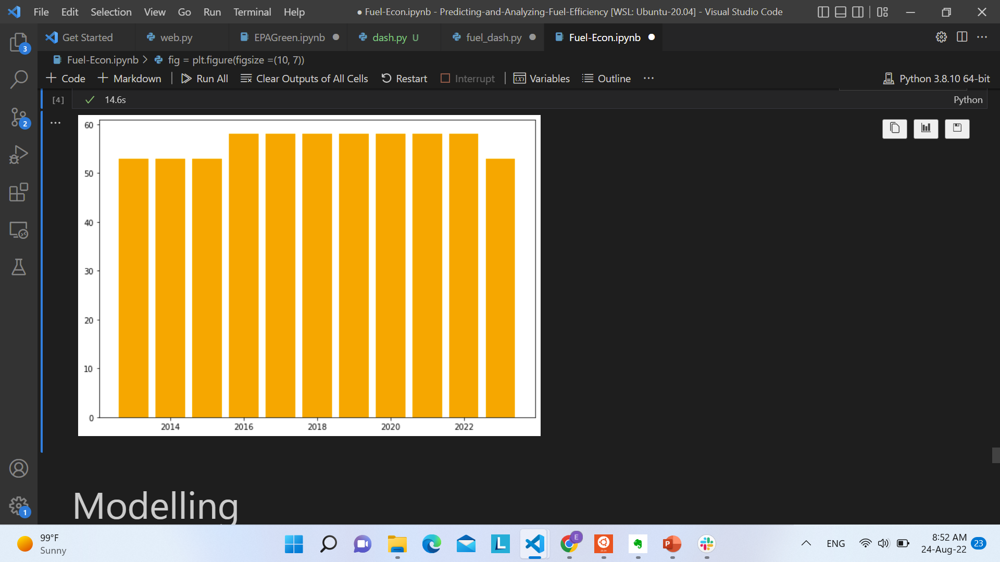 File Edit Selection View Go Run Terminal Help ● Fuel-Econ.ipynb - Predicting-and-Analyzing-Fuel-Efficiency [WSL: Ubuntu-20.04] - Visual Studio Code
Get Started web.py EPAGreen.ipynb dash.py U fuel_dash.py Fuel-Econ.ipynb
3
Fuel-Econ.ipynb > fig = plt.figure(figsize =(10, 7))
+ Code + Markdown Run All Clear Outputs of All Cells Restart Interrupt (x) Variables Outline ... Python 3.8.10 64-bit
[4] ✓ 14.6s Python
2
60
50
40
30
20
10
0
2014 2016 2018 2020 2022
Modelling
1
99°F
Sunny
L
E
20.04
P
ENG
8:52 AM
24-Aug-22
23